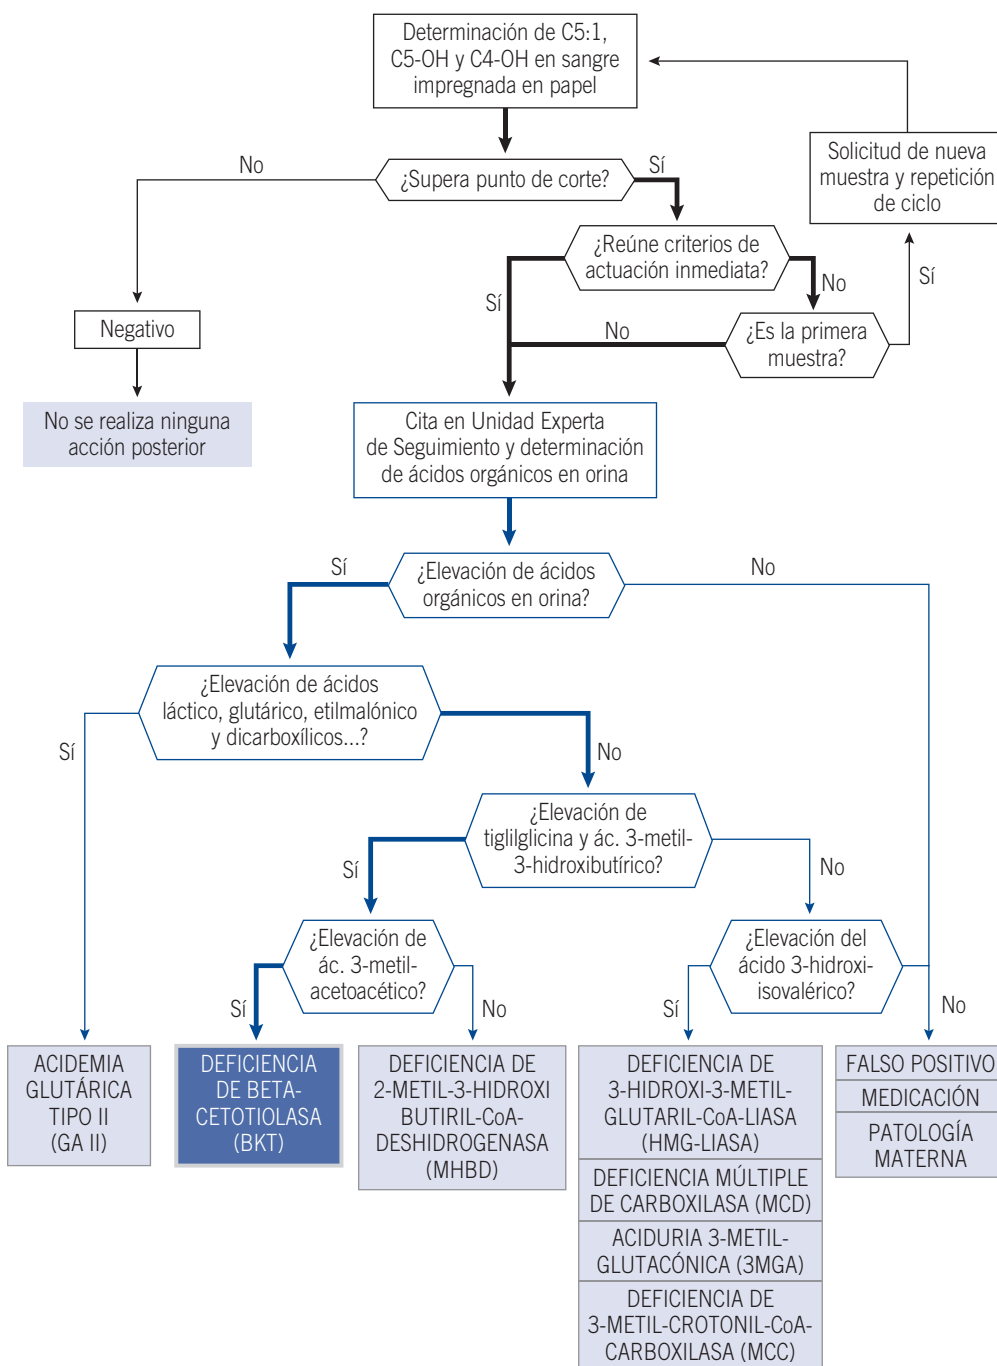 Determinación de C5:1,
C5-OH y C4-OH en sangre
impregnada en papel
No
¿Supera punto de corte?
Sí
Solicitud de nueva
muestra y repetición
de ciclo
¿Reúne criterios de
actuación inmediata?
Sí
No
Sí
Negativo
No
¿Es la primera
muestra?
No se realiza ninguna
acción posterior
Cita en Unidad Experta
de Seguimiento y determinación
de ácidos orgánicos en orina
Sí
¿Elevación de ácidos
orgánicos en orina?
No
¿Elevación de ácidos
láctico, glutárico, etilmalónico
y dicarboxílicos...?
Sí
No
¿Elevación de
tiglilglicina y ác. 3-metil-
3-hidroxibutírico?
Sí
No
¿Elevación de
ác. 3-metil-
acetoacético?
Sí
No
¿Elevación del
ácido 3-hidroxi-
isovalérico?
Sí
No
ACIDEMIA
GLUTÁRICA
TIPO II
(GA II)
DEFICIENCIA
DE BETA-
CETOTIOLASA
(BKT)
DEFICIENCIA DE
2-METIL-3-HIDROXI
BUTIRIL-CoA-
DESHIDROGENASA
(MHBD)
DEFICIENCIA DE
3-HIDROXI-3-METIL-
GLUTARIL-CoA-LIASA
(HMG-LIASA)
DEFICIENCIA MÚLTIPLE
DE CARBOXILASA (MCD)
ACIDURIA 3-METIL-
GLUTACÓNICA (3MGA)
DEFICIENCIA DE
3-METIL-CROTONIL-CoA-
CARBOXILASA (MCC)
FALSO POSITIVO
MEDICACIÓN
PATOLOGÍA
MATERNA